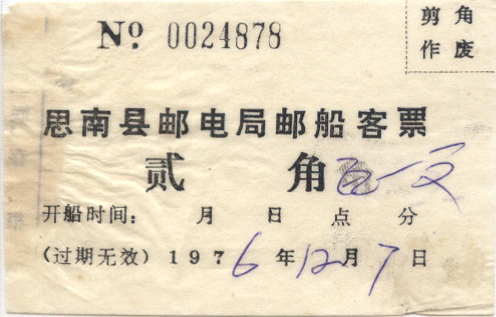 No. 0024878
剪角
作废
思南县邮电局邮船客票
贰 角
开船时间： 月 日 点 分
（过期无效）1976年12月7日